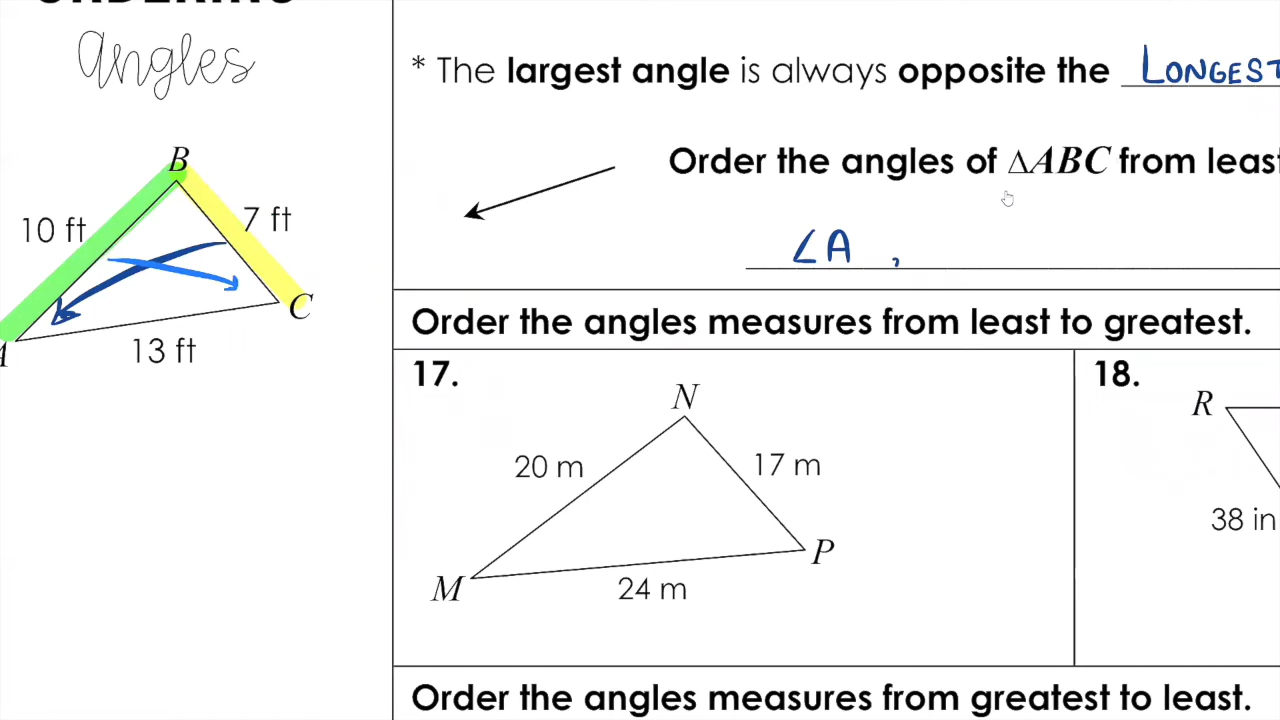 angles
B
10 ft
7 ft
C
13 ft
* The largest angle is always opposite the LONGEST
Order the angles of △ABC from least
∠A ,
Order the angles measures from least to greatest.
17.
N
20 m
17 m
P
M
24 m
18.
R
38 in
Order the angles measures from greatest to least.